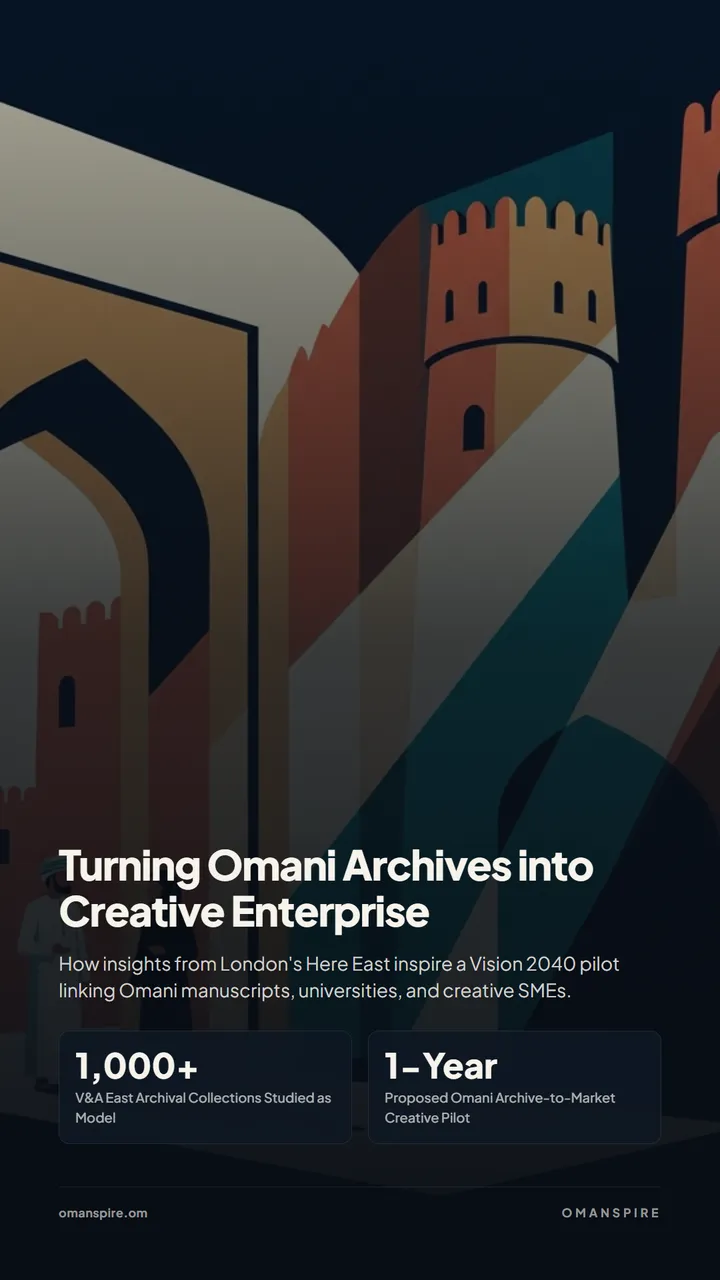 Turning Omani Archives into
Creative Enterprise
How insights from London's Here East inspire a Vision 2040 pilot
linking Omani manuscripts, universities, and creative SMEs.
1,000+
V&A East Archival Collections Studied as
Model
1-Year
Proposed Omani Archive-to-Market
Creative Pilot
omanspire.om
OMANSPIRE